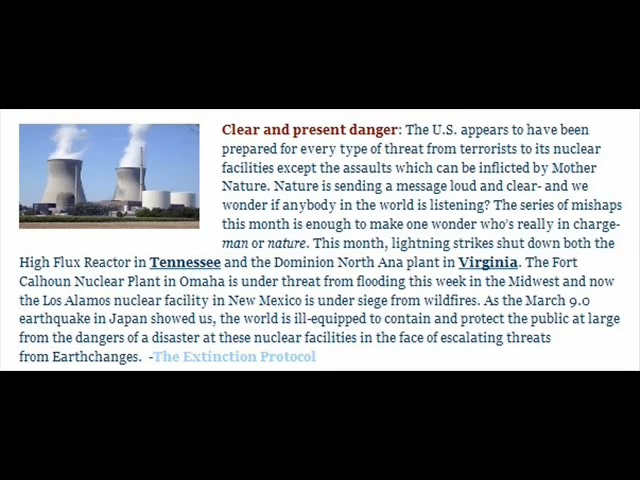 Clear and present danger: The U.S. appears to have been
prepared for every type of threat from terrorists to its nuclear
facilities except the assaults which can be inflicted by Mother
Nature. Nature is sending a message loud and clear- and we
wonder if anybody in the world is listening? The series of mishaps
this month is enough to make one wonder who's really in charge-
man or nature. This month, lightning strikes shut down both the
High Flux Reactor in Tennessee and the Dominion North Ana plant in Virginia. The Fort
Calhoun Nuclear Plant in Omaha is under threat from flooding this week in the Midwest and now
the Los Alamos nuclear facility in New Mexico is under siege from wildfires. As the March 9.0
earthquake in Japan showed us, the world is ill-equipped to contain and protect the public at large
from the dangers of a disaster at these nuclear facilities in the face of escalating threats
from Earthchanges. -The Extinction Protocol